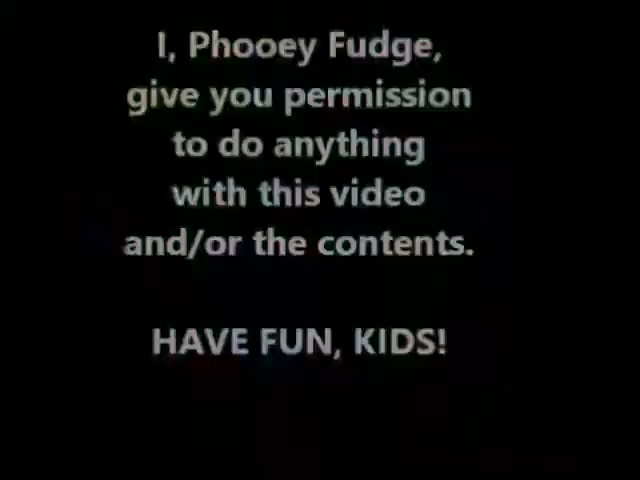 I, Phooey Fudge,
give you permission
to do anything
with this video
and/or the contents.
HAVE FUN, KIDS!